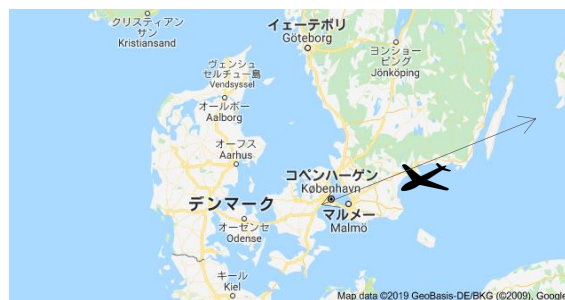 クリスティアン
サン
Kristiansand
イェーテボリ
Göteborg
ヨンショー
ピング
Jönköping
ヴェンシュ
セルチュー島
Vendsyssel
オールボー
Aalborg
オーフス
Aarhus
コペンハーゲン
København
デンマーク
マルメー
Malmö
オーセンセ
Odense
キール
Kiel
Map data ©2019 GeoBasis-DE/BKG (©2009), Google